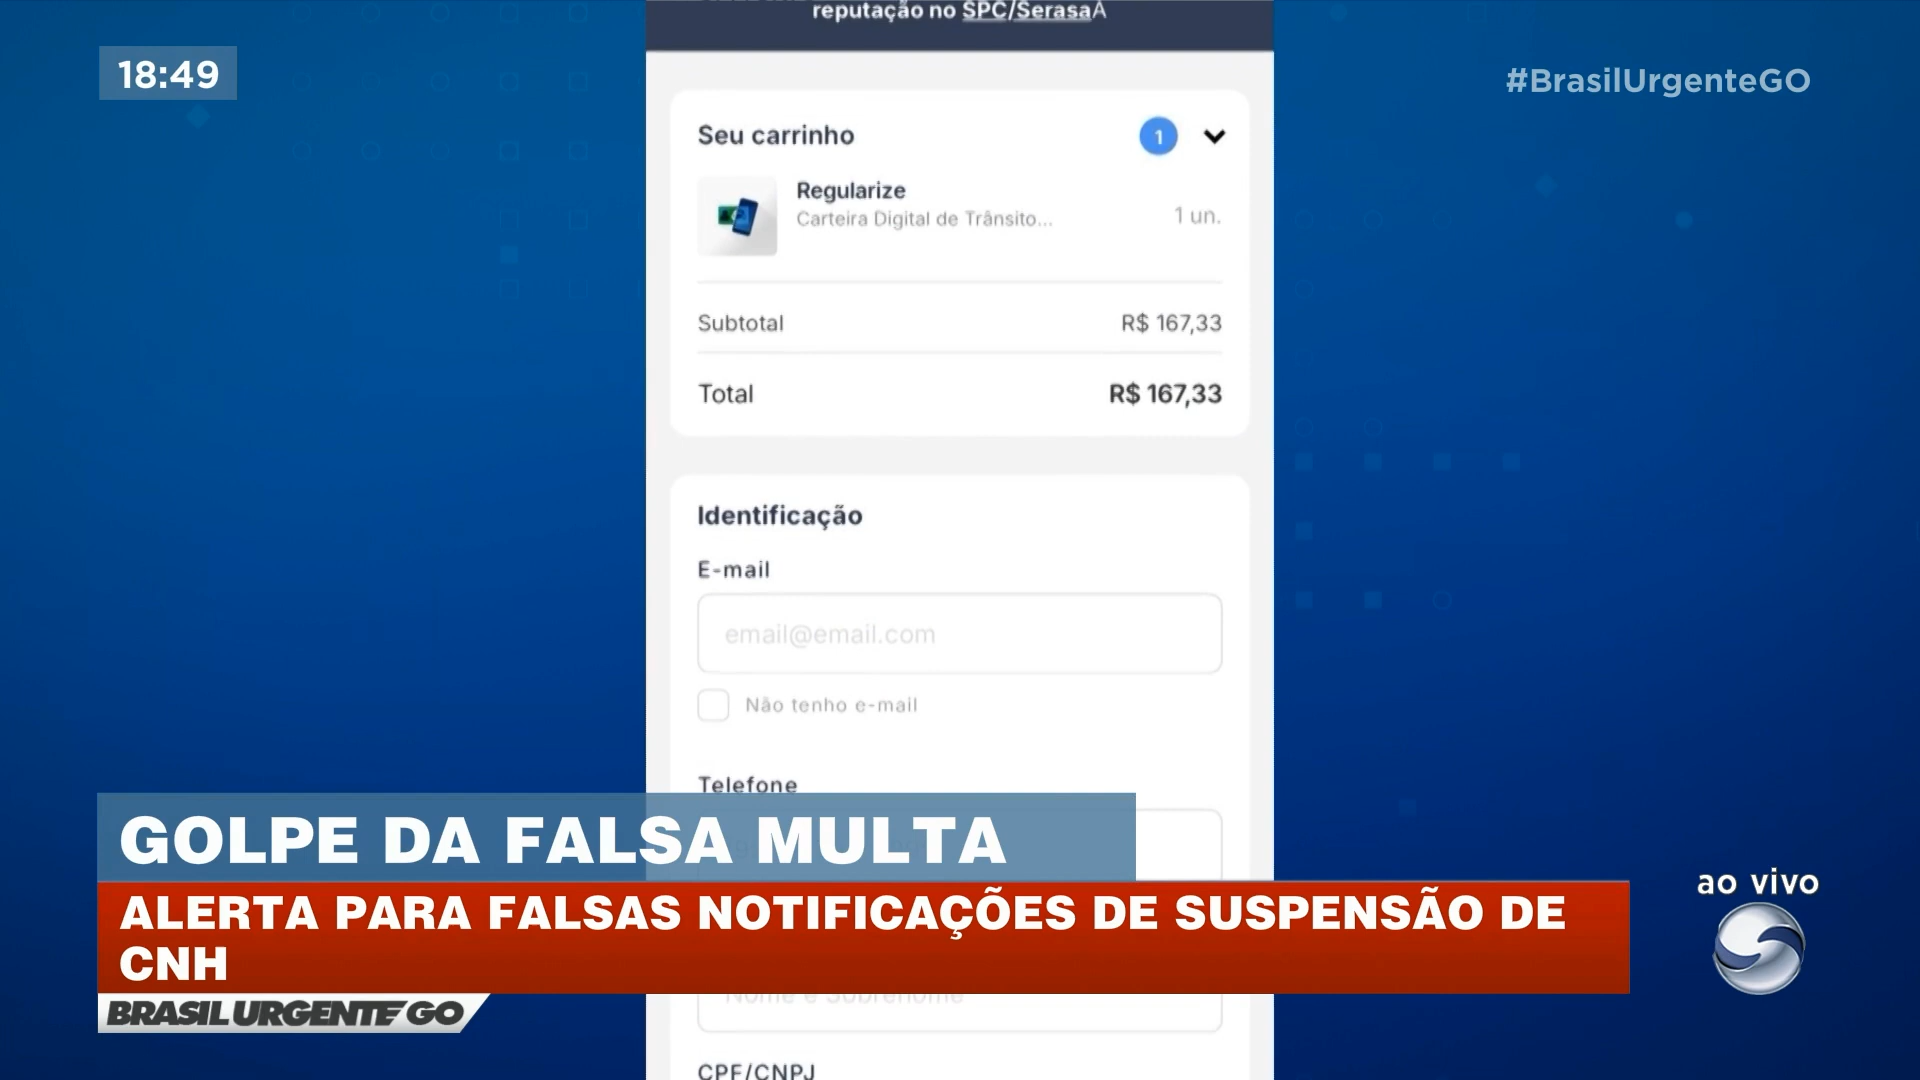 reputação no SPC/SerasaA
18:49
#BrasilUrgenteGO
Seu carrinho
1
Regularize
Carteira Digital de Trânsito...
1 un.
Subtotal
R$ 167,33
Total
R$ 167,33
Identificação
E-mail
email@email.com
Não tenho e-mail
Telefone
GOLPE DA FALSA MULTA
ALERTA PARA FALSAS NOTIFICAÇÕES DE SUSPENSÃO DE
CNH
ao vivo
Nome e Sobrenome
BRASIL URGENTE GO
CPF/CNPJ